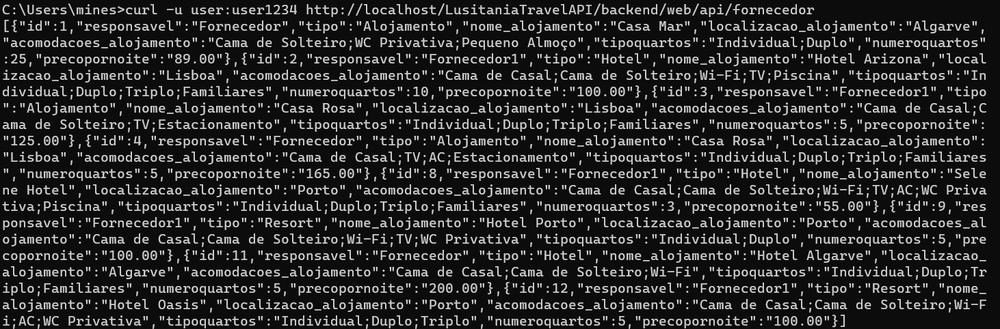 C:\Users\mines>curl -u user:user1234 http://localhost/LusitaniaTravelAPI/backend/web/api/fornecedor
[{"id":1,"responsavel":"Fornecedor","tipo":"Alojamento","nome_alojamento":"Casa Mar","localizacao_alojamento":"Algarve",
"acomodacoes_alojamento":"Cama de Solteiro;WC Privativa;Pequeno Almoço","tipoquartos":"Individual;Duplo","numeroquartos"
:25,"precopornoite":"89.00"},{"id":2,"responsavel":"Fornecedor1","tipo":"Hotel","nome_alojamento":"Hotel Arizona","local
izacao_alojamento":"Lisboa","acomodacoes_alojamento":"Cama de Casal;Cama de Solteiro;Wi-Fi;TV;Piscina","tipoquartos":"In
dividual;Duplo;Triplo;Familiares","numeroquartos":10,"precopornoite":"100.00"},{"id":3,"responsavel":"Fornecedor1","tipo
":"Alojamento","nome_alojamento":"Casa Rosa","localizacao_alojamento":"Lisboa","acomodacoes_alojamento":"Cama de Casal;C
ama de Solteiro;TV;Estacionamento","tipoquartos":"Individual;Duplo;Triplo;Familiares","numeroquartos":5,"precopornoite":
"125.00"},{"id":4,"responsavel":"Fornecedor","tipo":"Alojamento","nome_alojamento":"Casa Rosa","localizacao_alojamento":
"Lisboa","acomodacoes_alojamento":"Cama de Casal;TV;AC;Estacionamento","tipoquartos":"Individual;Duplo;Triplo;Familiares
","numeroquartos":5,"precopornoite":"165.00"},{"id":8,"responsavel":"Fornecedor1","tipo":"Hotel","nome_alojamento":"Sele
ne Hotel","localizacao_alojamento":"Porto","acomodacoes_alojamento":"Cama de Casal;Cama de Solteiro;Wi-Fi;TV;AC;WC Priva
tiva;Piscina","tipoquartos":"Individual;Duplo;Triplo;Familiares","numeroquartos":3,"precopornoite":"55.00"},{"id":9,"res
ponsavel":"Fornecedor1","tipo":"Resort","nome_alojamento":"Hotel Porto","localizacao_alojamento":"Porto","acomodacoes_al
ojamento":"Cama de Casal;Cama de Solteiro;Wi-Fi;TV;WC Privativa","tipoquartos":"Individual;Duplo","numeroquartos":5,"pre
copornoite":"100.00"},{"id":11,"responsavel":"Fornecedor","tipo":"Hotel","nome_alojamento":"Hotel Algarve","localizacao_
alojamento":"Algarve","acomodacoes_alojamento":"Cama de Casal;Cama de Solteiro;Wi-Fi","tipoquartos":"Individual;Duplo;Tr
iplo;Familiares","numeroquartos":5,"precopornoite":"200.00"},{"id":12,"responsavel":"Fornecedor1","tipo":"Resort","nome_
alojamento":"Hotel Oasis","localizacao_alojamento":"Porto","acomodacoes_alojamento":"Cama de Casal;Cama de Solteiro;Wi-F
i;AC;WC Privativa","tipoquartos":"Individual;Duplo;Triplo","numeroquartos":5,"precopornoite":"100.00"}]